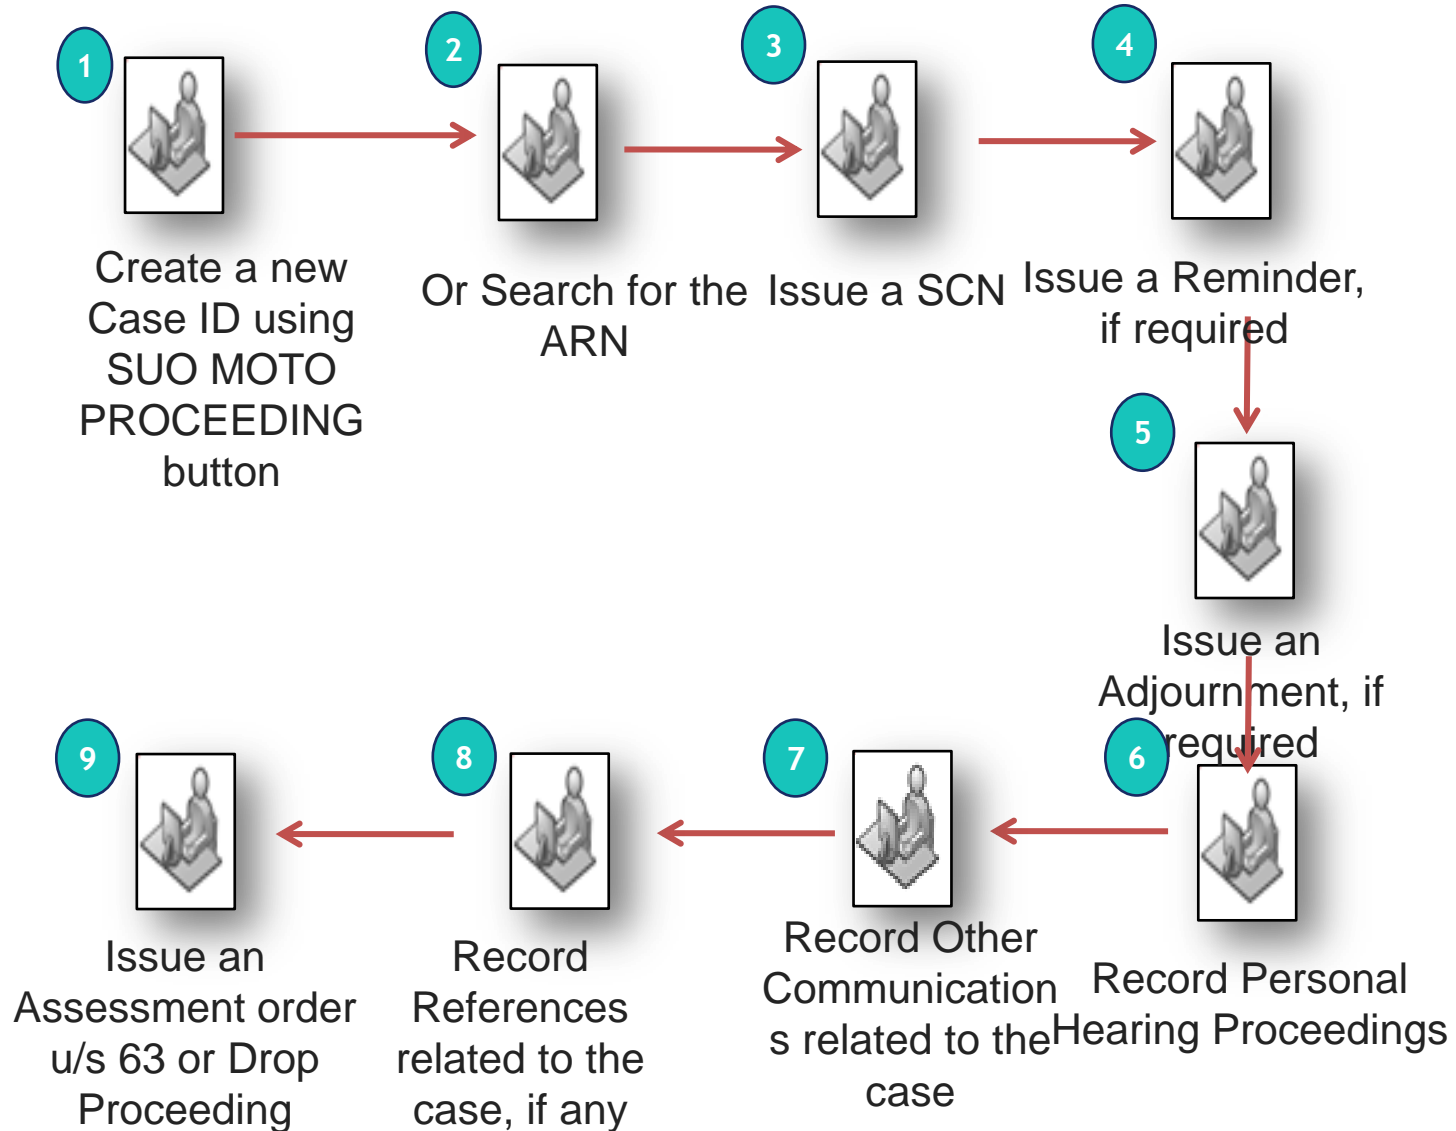 1
Create a new
Case ID using
SUO MOTO
PROCEEDING
button
2
Or Search for the
ARN
3
Issue a SCN
4
Issue a Reminder,
if required
5
Issue an
Adjournment, if
required
6
Record Personal
Hearing Proceedings
7
Record Other
Communication
s related to the
case
8
Record
References
related to the
case, if any
9
Issue an
Assessment order
u/s 63 or Drop
Proceeding